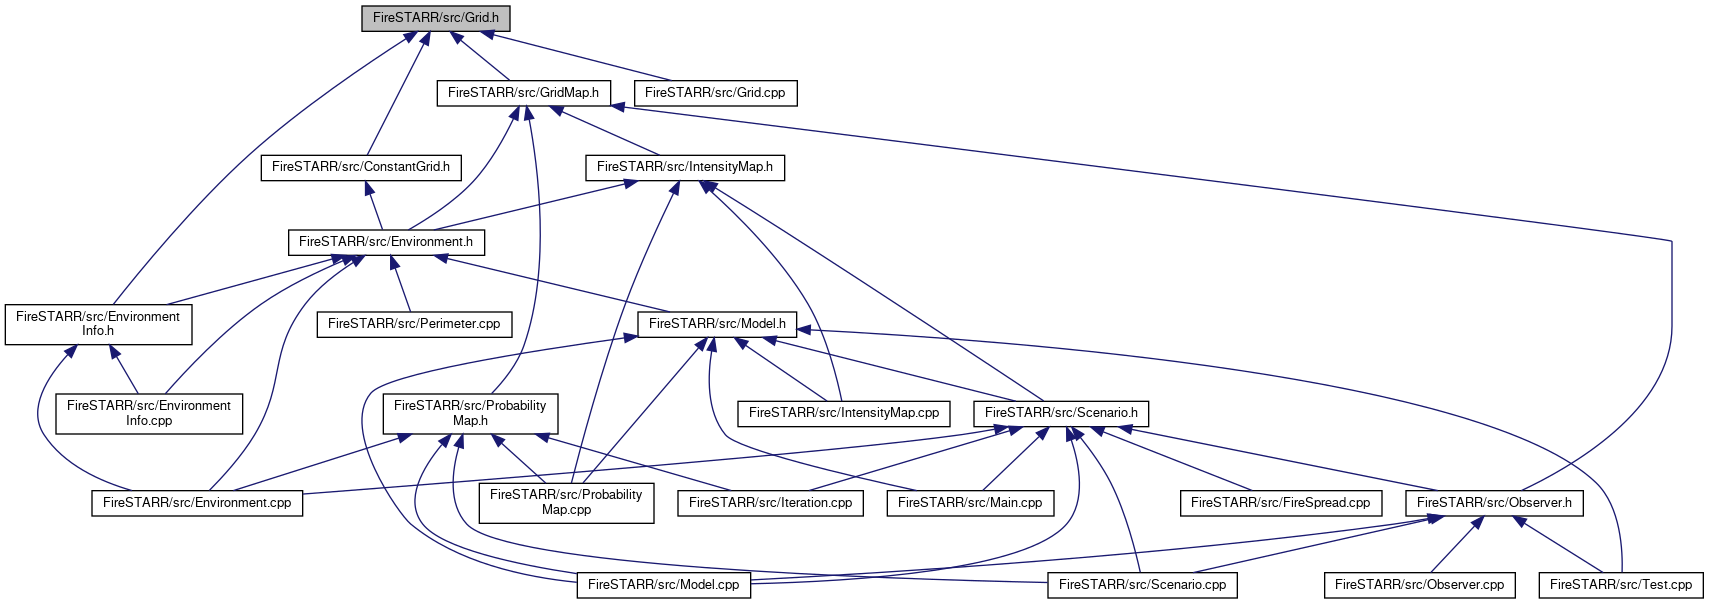 FireSTARR/src/Grid.h
FireSTARR/src/GridMap.h
FireSTARR/src/Grid.cpp
FireSTARR/src/ConstantGrid.h
FireSTARR/src/IntensityMap.h
FireSTARR/src/Environment.h
FireSTARR/src/Environment
Info.h
FireSTARR/src/Perimeter.cpp
FireSTARR/src/Model.h
FireSTARR/src/Environment
Info.cpp
FireSTARR/src/Probability
Map.h
FireSTARR/src/IntensityMap.cpp
FireSTARR/src/Scenario.h
FireSTARR/src/Environment.cpp
FireSTARR/src/Probability
Map.cpp
FireSTARR/src/Iteration.cpp
FireSTARR/src/Main.cpp
FireSTARR/src/FireSpread.cpp
FireSTARR/src/Observer.h
FireSTARR/src/Model.cpp
FireSTARR/src/Scenario.cpp
FireSTARR/src/Observer.cpp
FireSTARR/src/Test.cpp